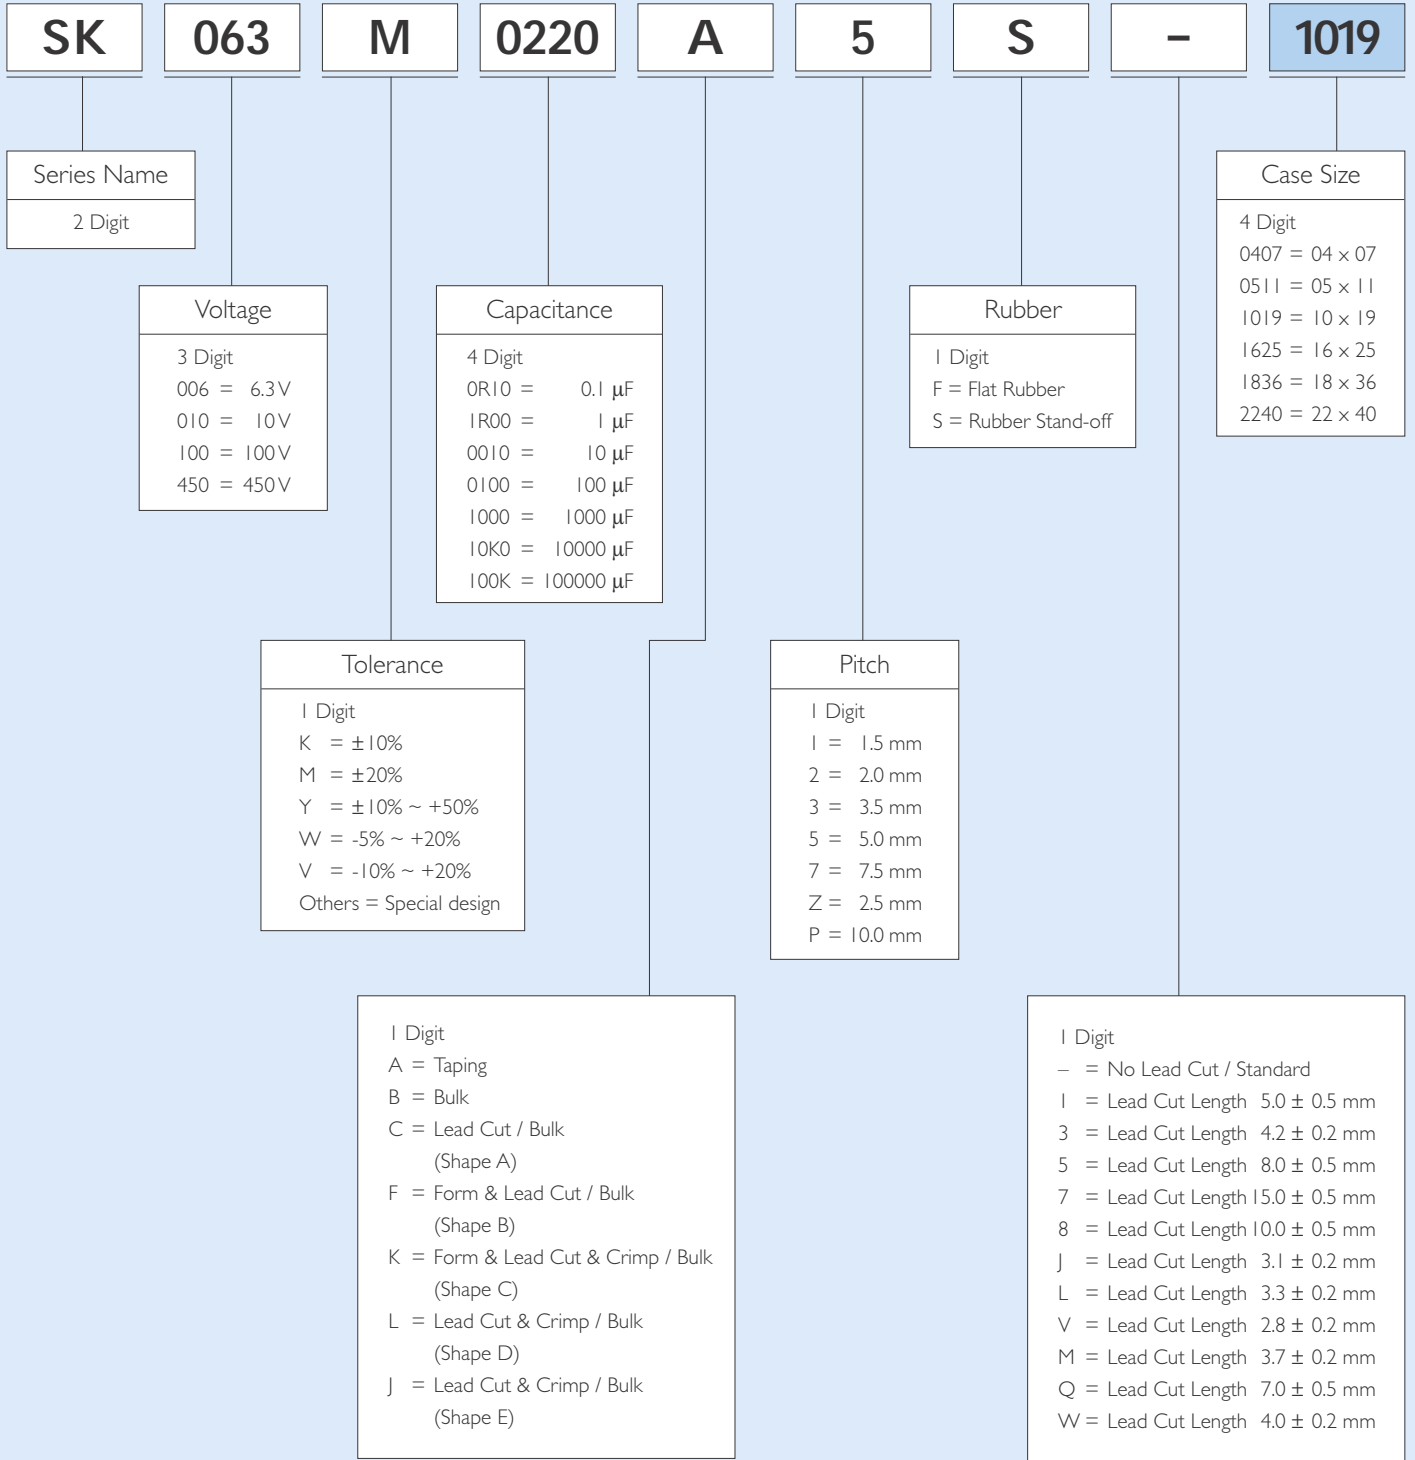 SK 063 M 0220 A 5 S – 1019
Series Name
2 Digit
Voltage
3 Digit
006 = 6.3 V
010 = 10 V
100 = 100 V
450 = 450 V
Capacitance
4 Digit
0R10 = 0.1 μF
1R00 = 1 μF
0010 = 10 μF
0100 = 100 μF
1000 = 1000 μF
10K0 = 10000 μF
100K = 100000 μF
Rubber
1 Digit
F = Flat Rubber
S = Rubber Stand-off
Case Size
4 Digit
0407 = 04 x 07
0511 = 05 x 11
1019 = 10 x 19
1625 = 16 x 25
1836 = 18 x 36
2240 = 22 x 40
Tolerance
1 Digit
K = ±10%
M = ±20%
Y = ±10% ~ +50%
W = -5% ~ +20%
V = -10% ~ +20%
Others = Special design
Pitch
1 Digit
1 = 1.5 mm
2 = 2.0 mm
3 = 3.5 mm
5 = 5.0 mm
7 = 7.5 mm
Z = 2.5 mm
P = 10.0 mm
1 Digit
A = Taping
B = Bulk
C = Lead Cut / Bulk
(Shape A)
F = Form & Lead Cut / Bulk
(Shape B)
K = Form & Lead Cut & Crimp / Bulk
(Shape C)
L = Lead Cut & Crimp / Bulk
(Shape D)
J = Lead Cut & Crimp / Bulk
(Shape E)
1 Digit
– = No Lead Cut / Standard
1 = Lead Cut Length 5.0 ± 0.5 mm
3 = Lead Cut Length 4.2 ± 0.2 mm
5 = Lead Cut Length 8.0 ± 0.5 mm
7 = Lead Cut Length 15.0 ± 0.5 mm
8 = Lead Cut Length 10.0 ± 0.5 mm
J = Lead Cut Length 3.1 ± 0.2 mm
L = Lead Cut Length 3.3 ± 0.2 mm
V = Lead Cut Length 2.8 ± 0.2 mm
M = Lead Cut Length 3.7 ± 0.2 mm
Q = Lead Cut Length 7.0 ± 0.5 mm
W = Lead Cut Length 4.0 ± 0.2 mm